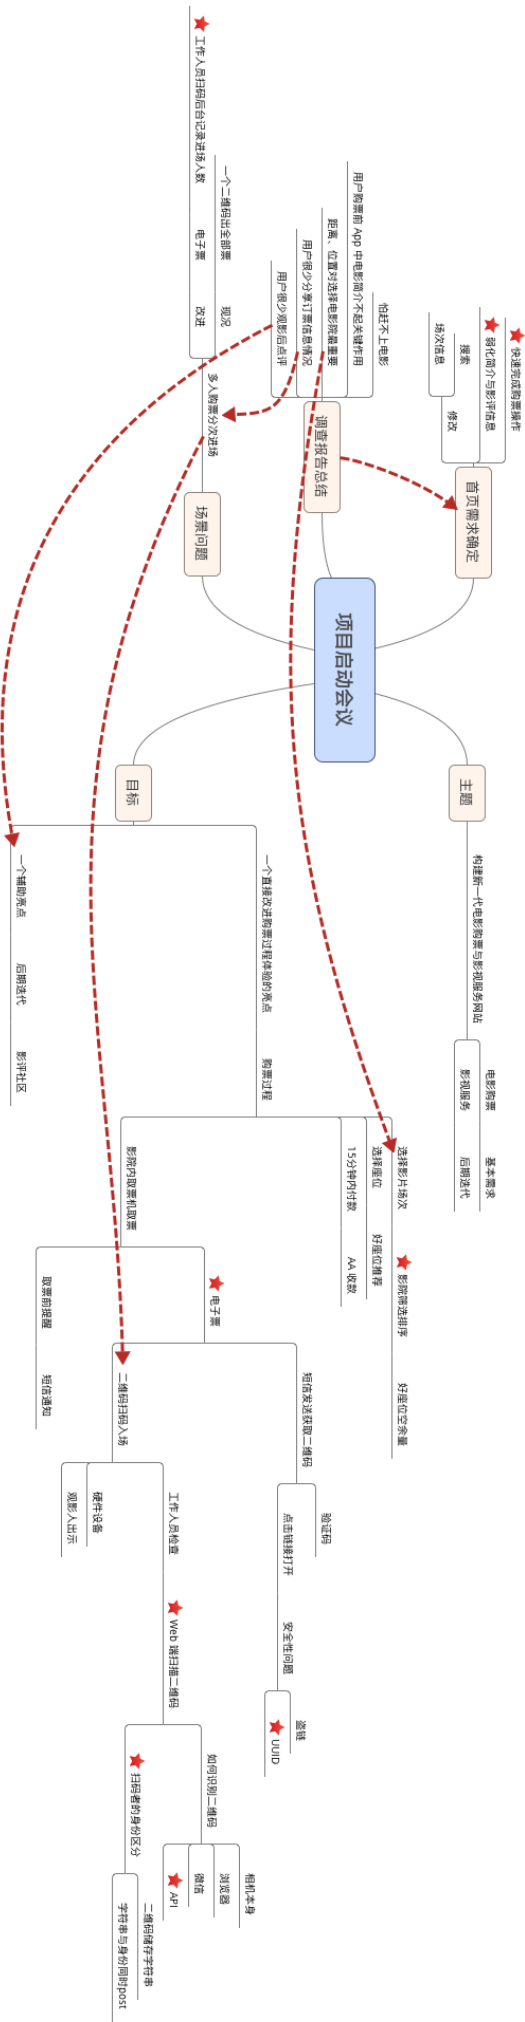 项目启动会议
主题
构建新一代电影购票与影视服务网站
电影购票
基本需求
影视服务
后期迭代
目标
一个直接改进购票过程体验的亮点
购票过程
选择影片场次
影院筛选排序
好座位空余量
选择座位
好座位推荐
15分钟内付款
AA 收款
影院内取票机取票
电子票
短信发送获取二维码
验证码
点击链接打开
安全性问题
盗链
UUID
二维码扫码入场
工作人员检查
Web 端扫描二维码
如何识别二维码
相机本身
浏览器
微信
API
扫码者的身份区分
二维码储存字符串
字符串与身份同时post
硬件设备
观影人出示
取票前提醒
短信通知
一个辅助亮点
后期迭代
影评社区
首页需求确定
快速完成购票操作
弱化简介与影评信息
修改
搜索
场次信息
调查报告总结
怕赶不上电影
用户购票前 App 中电影简介不起关键作用
距离、位置对选择电影院最重要
用户很少分享订票信息情况
用户很少观影后点评
场景问题
多人购票分次进场
现况
一个二维码出全部票
改进
电子票
工作人员扫码后台记录进场人数